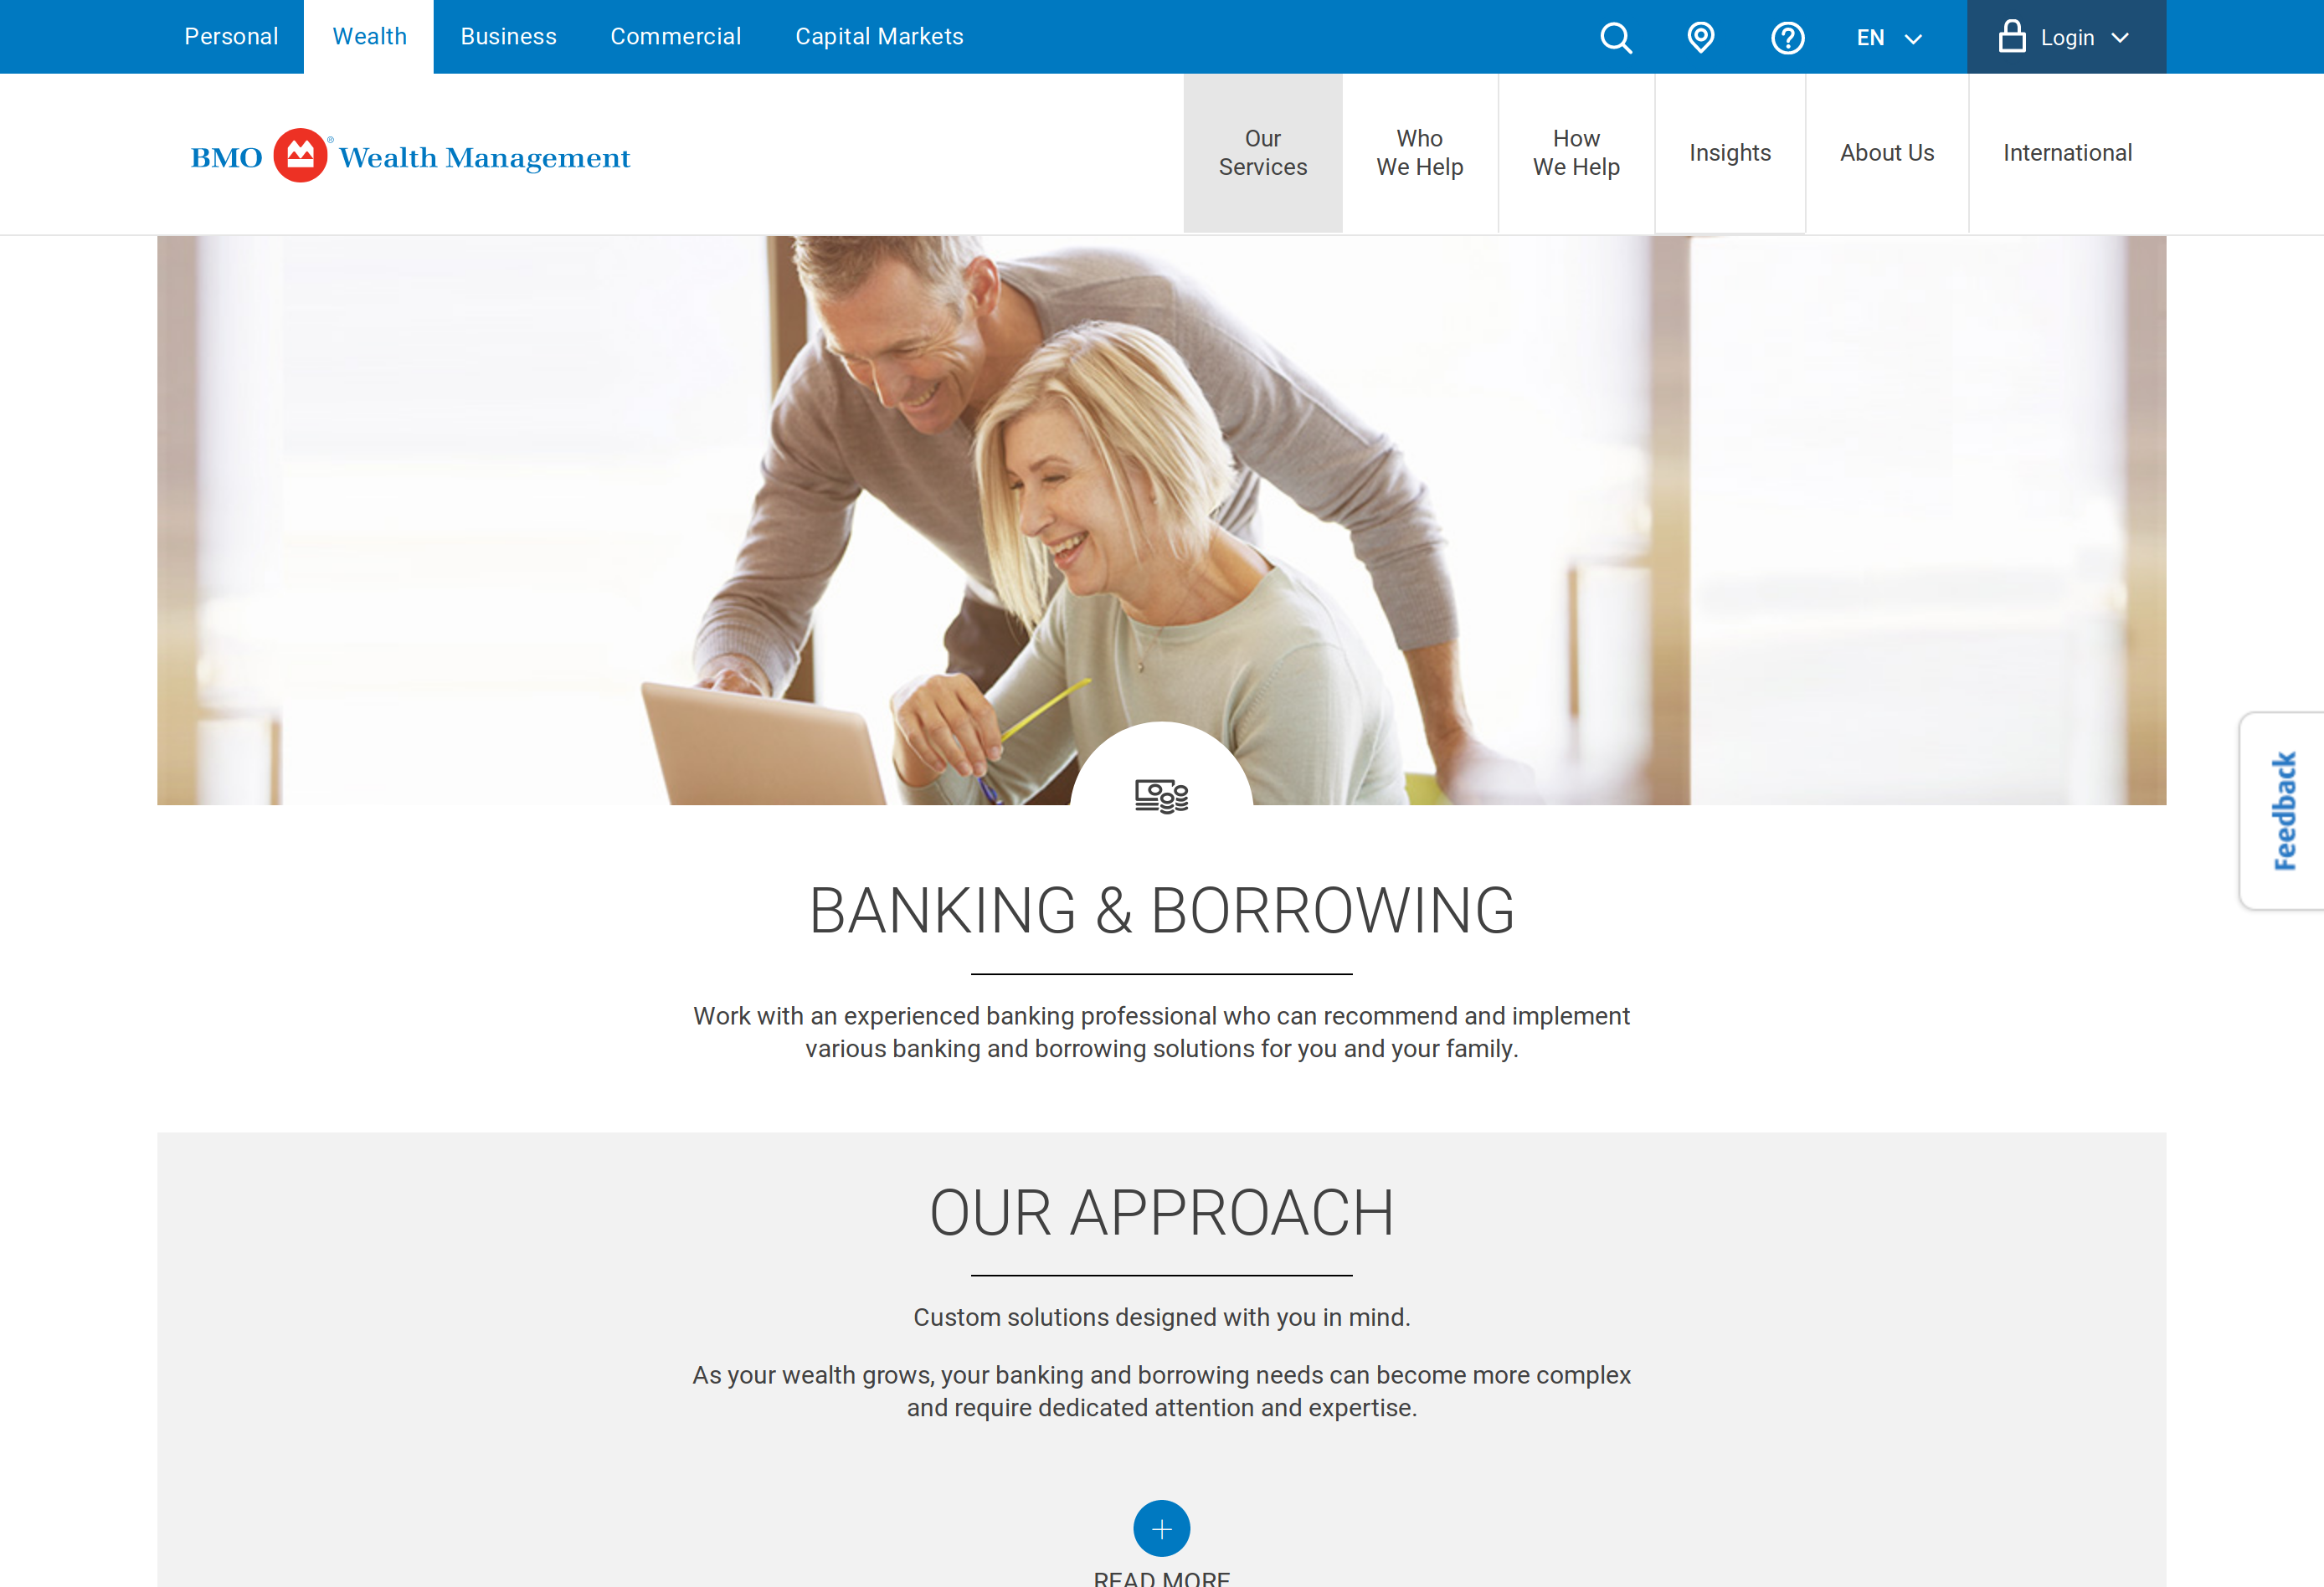 Personal
Wealth
Business
Commercial
Capital Markets
EN
Login
BMO ® Wealth Management
Our
Services
Who
We Help
How
We Help
Insights
About Us
International
Feedback
BANKING & BORROWING
Work with an experienced banking professional who can recommend and implement
various banking and borrowing solutions for you and your family.
OUR APPROACH
Custom solutions designed with you in mind.
As your wealth grows, your banking and borrowing needs can become more complex
and require dedicated attention and expertise.
READ MORE